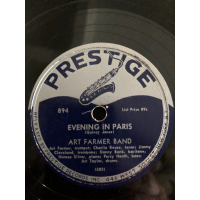 PRESTIGE
894
List Price 89c
EVENING IN PARIS
(Quincy Jones)
ART FARMER BAND
Art Farmer, trumpet; Charlie Rouse, tenor; Jimmy
Cleveland, trombone; Danny Bank, baritone;
Horace Silver, piano; Percy Heath, bass;
Art Taylor, drums.